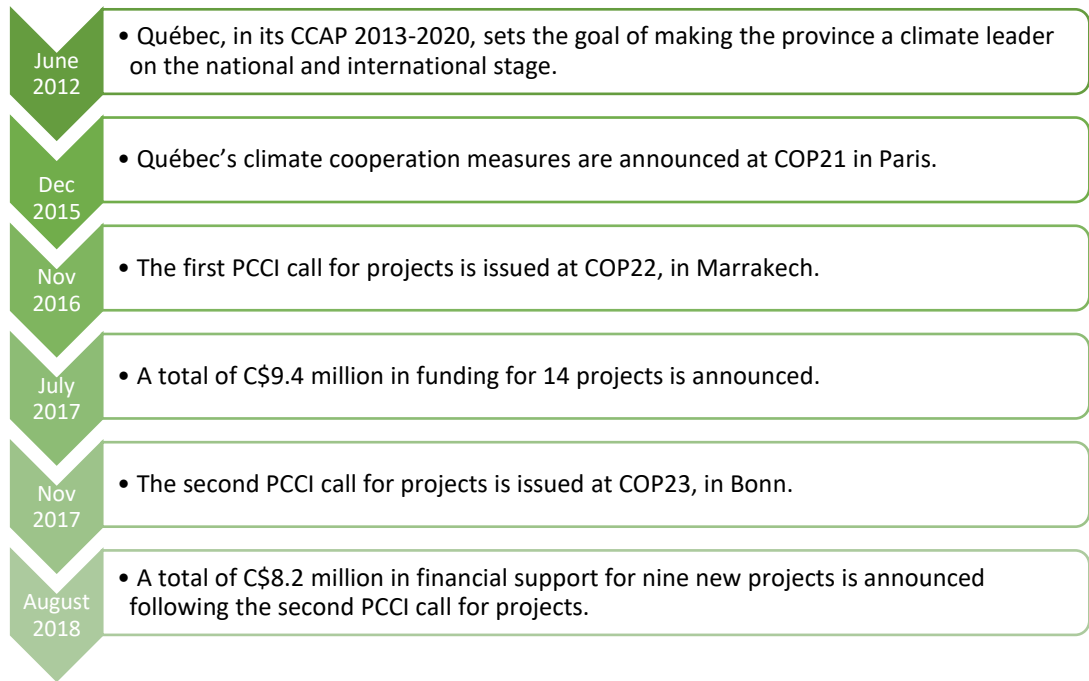 June
2012
• Québec, in its CCAP 2013-2020, sets the goal of making the province a climate leader
on the national and international stage.
Dec
2015
• Québec’s climate cooperation measures are announced at COP21 in Paris.
Nov
2016
• The first PCCI call for projects is issued at COP22, in Marrakech.
July
2017
• A total of C$9.4 million in funding for 14 projects is announced.
Nov
2017
• The second PCCI call for projects is issued at COP23, in Bonn.
August
2018
• A total of C$8.2 million in financial support for nine new projects is announced
following the second PCCI call for projects.